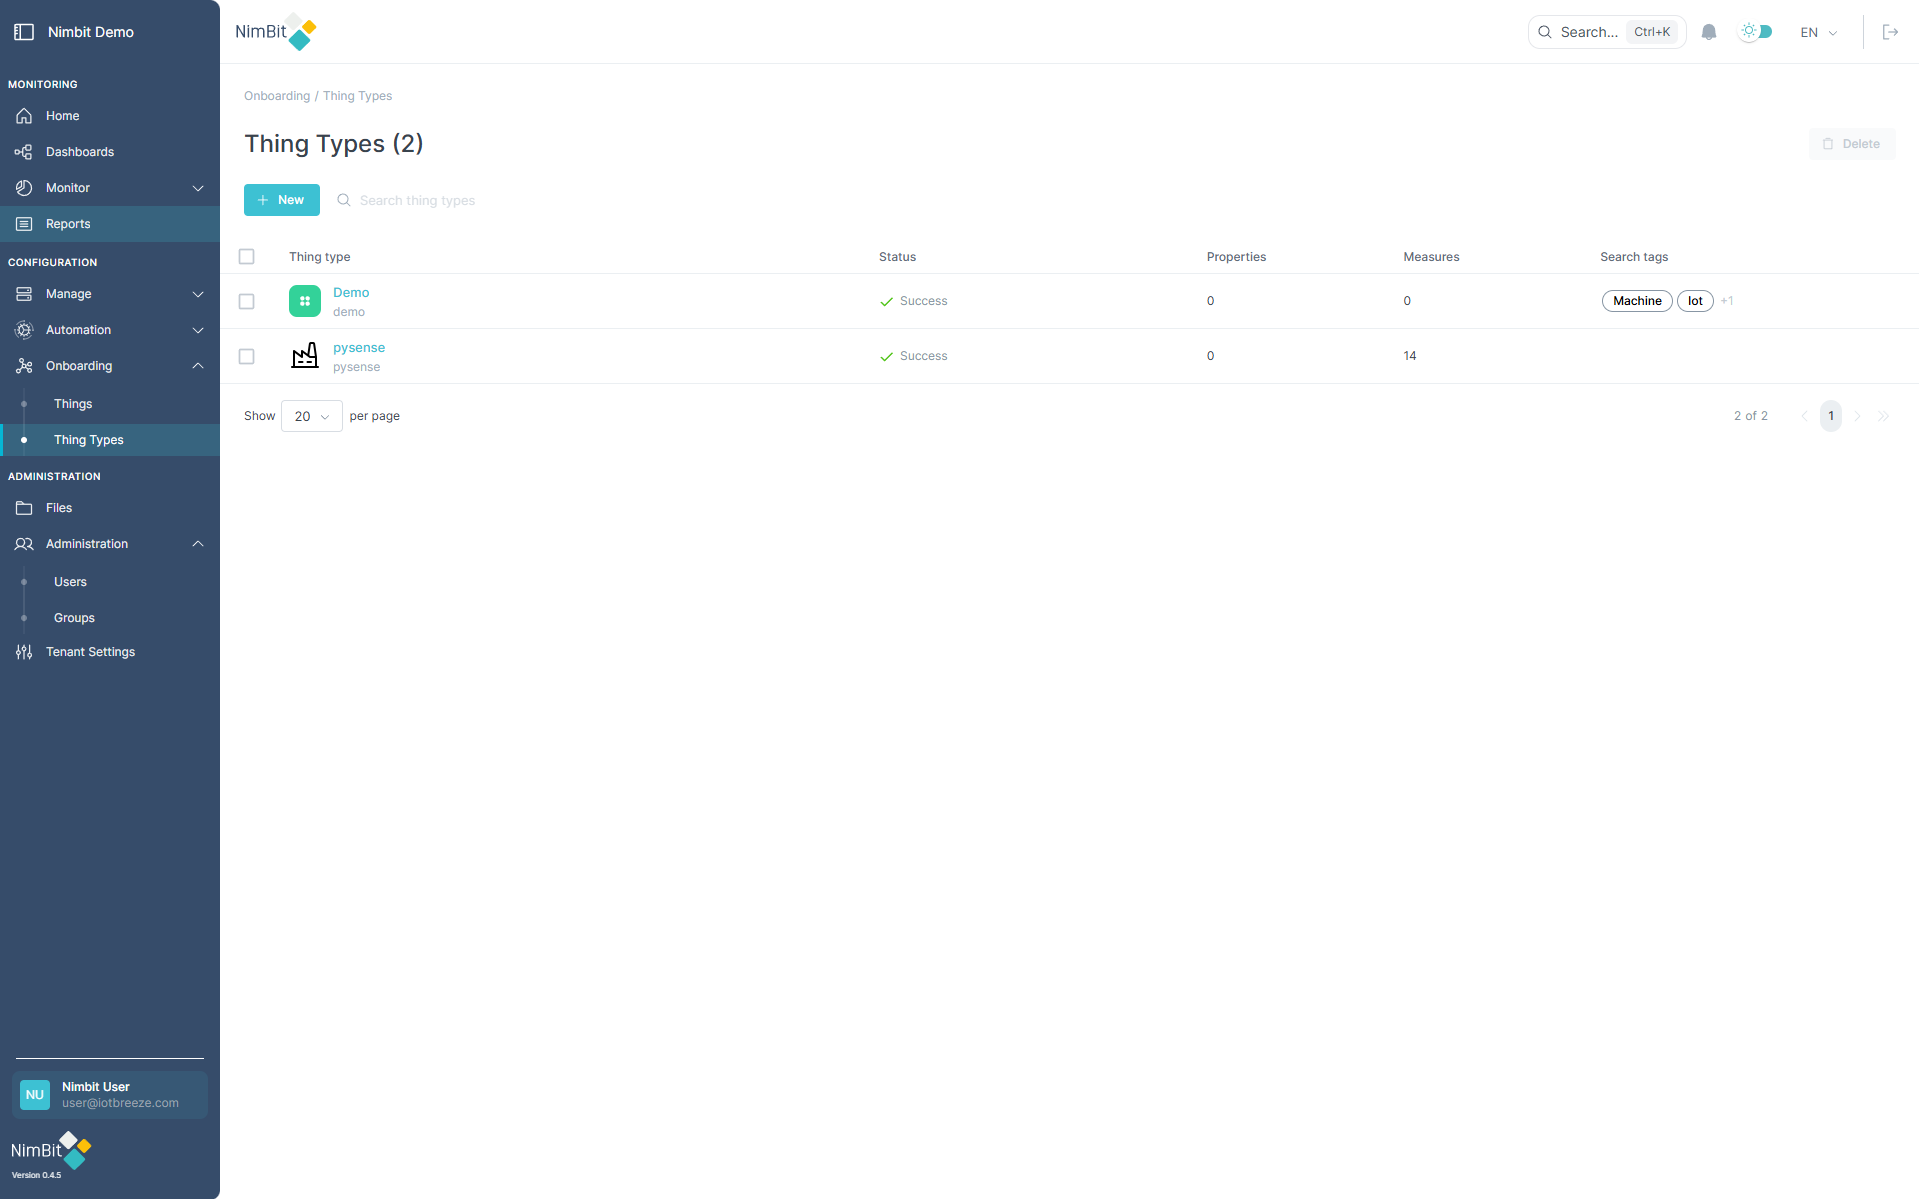 Nimbit Demo
MONITORING
Home
Dashboards
Monitor
Reports
CONFIGURATION
Manage
Automation
Onboarding
Things
Thing Types
ADMINISTRATION
Files
Administration
Users
Groups
Tenant Settings
NU
Nimbit User
user@iotbreeze.com
NimBit
Version 0.4.5
NimBit
Search... Ctrl+K
EN
Onboarding / Thing Types
Thing Types (2)
Delete
New
Search thing types
Thing type Status Properties Measures Search tags
Demo
demo
Success 0 0 Machine Iot +1
pysense
pysense
Success 0 14
Show 20 per page
2 of 2 1